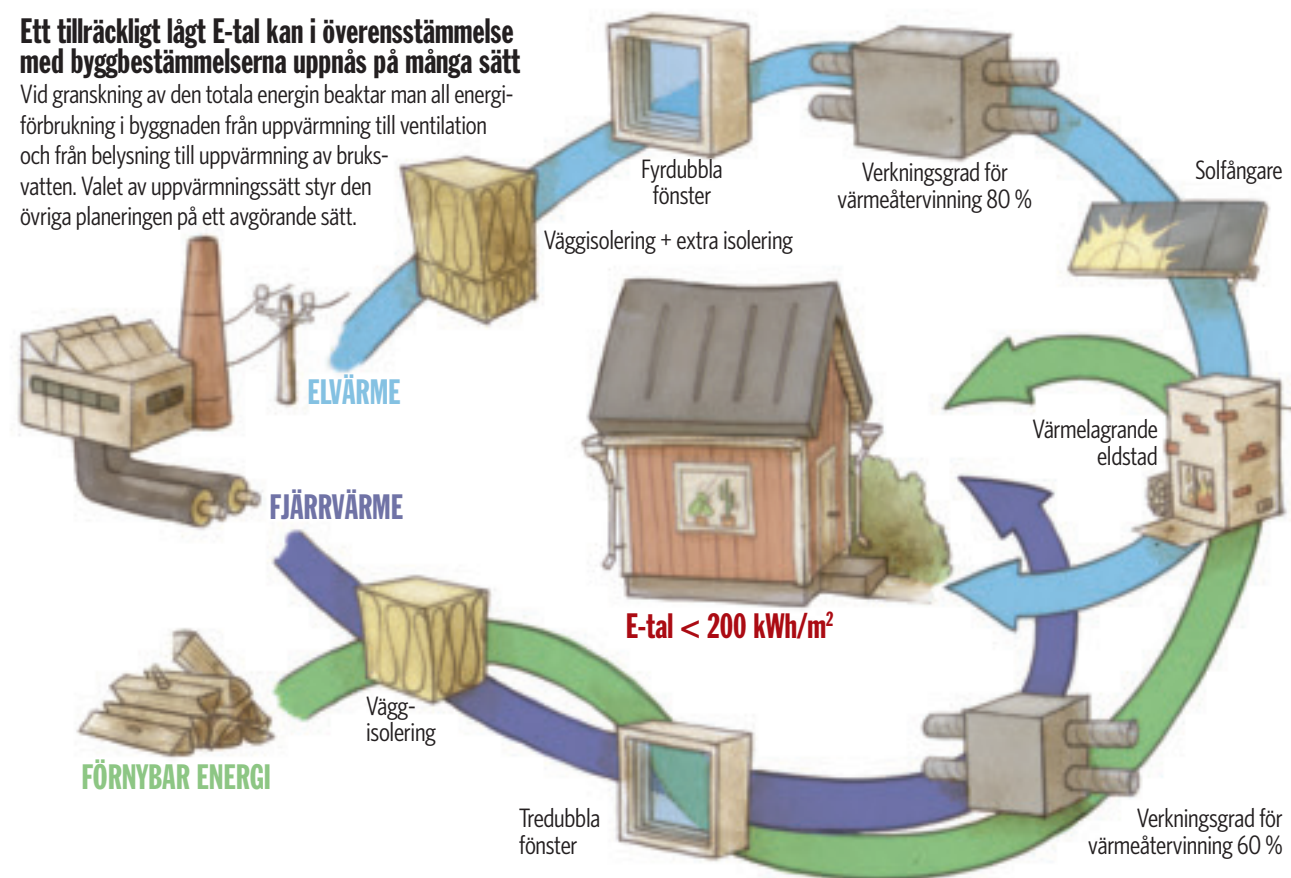 Ett tillräckligt lågt E-tal kan i överensstämmelse
med byggbestämmelserna uppnås på många sätt
Vid granskning av den totala energin beaktar man all energi-
förbrukning i byggnaden från uppvärmning till ventilation
och från belysning till uppvärmning av bruks-
vatten. Valet av uppvärmningssätt styr den
övriga planeringen på ett avgörande sätt.
Fyrdubbla
fönster
Verkningsgrad för
värmeåtervinning 80 %
Solfångare
Väggisolering + extra isolering
ELVÄRME
Värmelagrande
eldstad
FJÄRRVÄRME
E-tal < 200 kWh/m²
Vägg-
isolering
FÖRNYBAR ENERGI
Tredubbla
fönster
Verkningsgrad för
värmeåtervinning 60 %